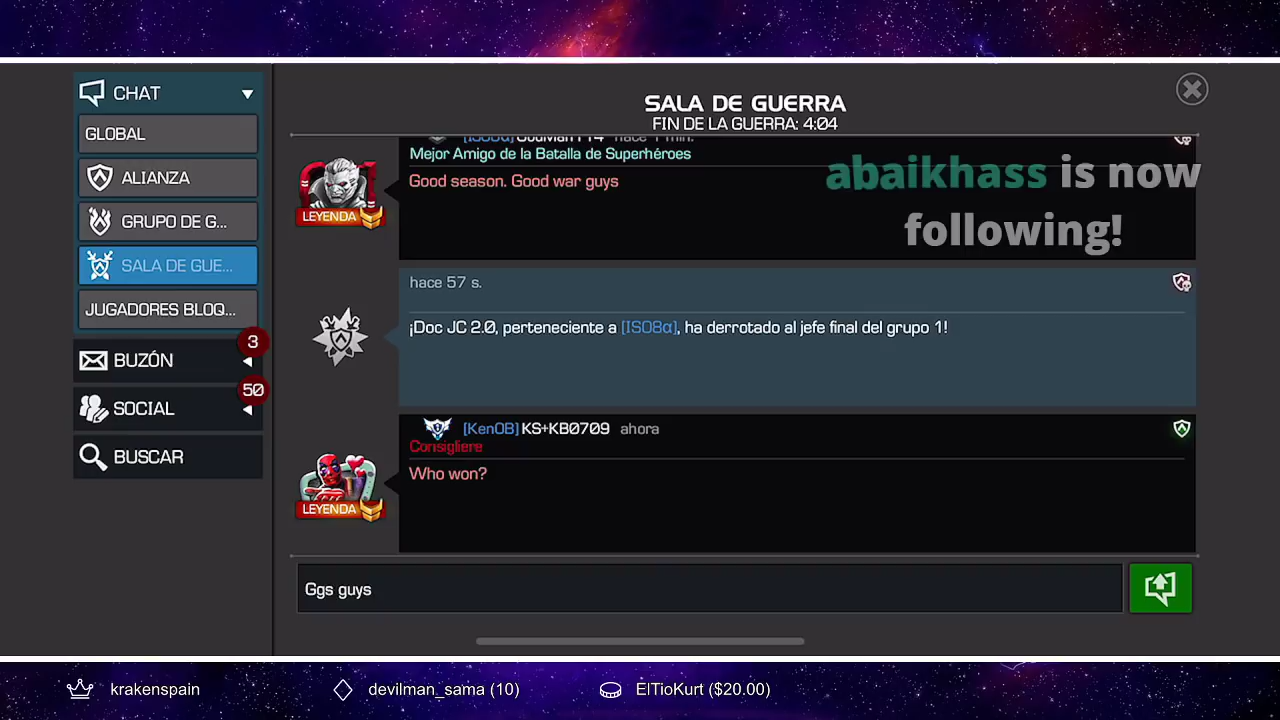 CHAT
GLOBAL
ALIANZA
GRUPO DE G...
SALA DE GUE...
JUGADORES BLOQ...
3
BUZÓN
50
SOCIAL
BUSCAR
SALA DE GUERRA
FIN DE LA GUERRA: 4:04
Mejor Amigo de la Batalla de Superhéroes
Good season. Good war guys
LEYENDA
abaikhass is now
following!
hace 57 s.
¡Doc JC 2.0, perteneciente a [ISO8α], ha derrotado al jefe final del grupo 1!
[KenOB] KS+KB0709 ahora
Consigliere
Who won?
LEYENDA
Ggs guys
krakenspain
devilman_sama (10)
ElTioKurt ($20.00)